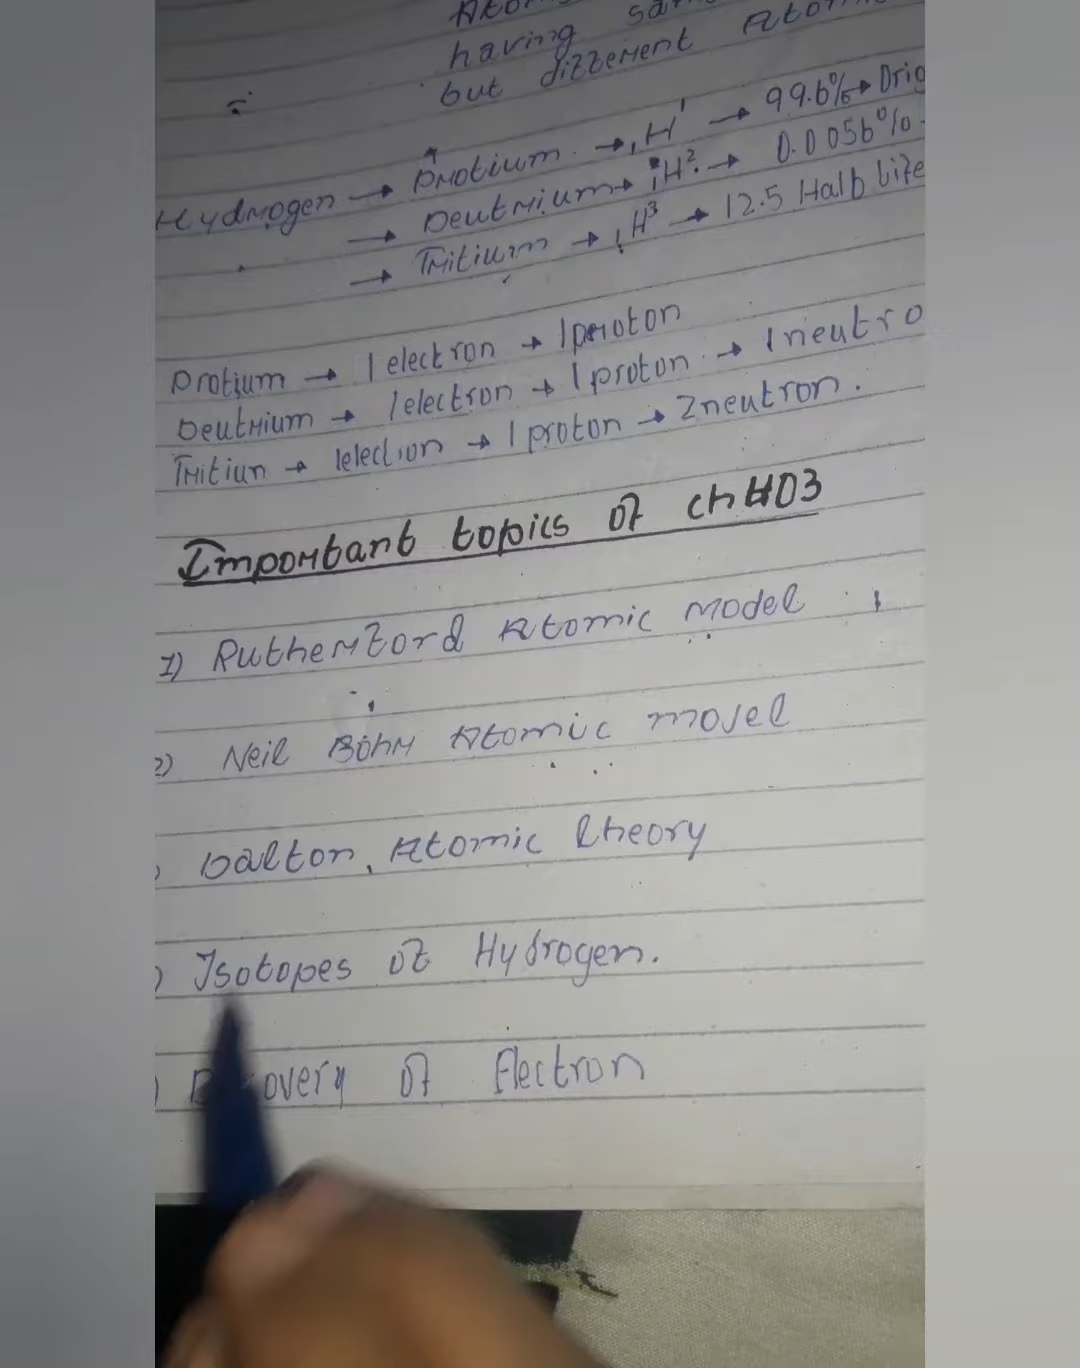 having
but different
Hydrogen → Protium → ₁H¹ → 99.6% → Orig
→ Deutrium → ₁H² → 0.0056%
→ Tritium → ₁H³ → 12.5 Half life
Protium → 1 electron → 1 proton
Deutrium → 1 electron → 1 proton → 1 neutro
Tritiun → 1 electron → 1 proton → 2 neutron.
Important topics of ch#03
1) Rutherford Atomic Model
2) Neil Bohr Atomic model
) Dalton, Atomic theory
) Isotopes of Hydrogen.
) of Electron